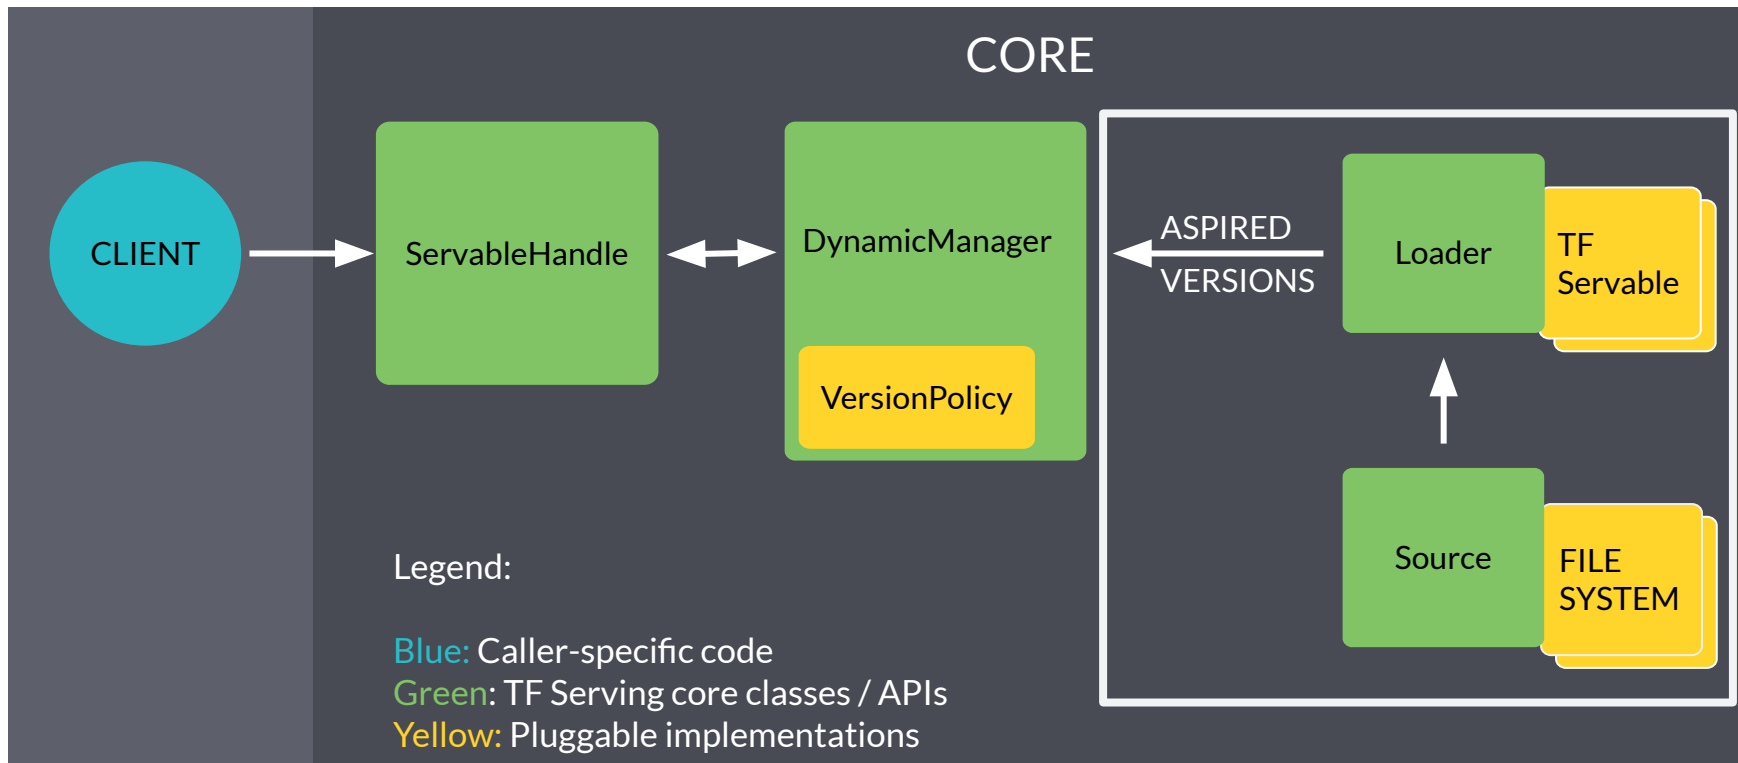 CORE
CLIENT
ServableHandle
DynamicManager
VersionPolicy
ASPIRED
VERSIONS
Loader
TF
Servable
Source
FILE
SYSTEM
Legend:
Blue: Caller-specific code
Green: TF Serving core classes / APIs
Yellow: Pluggable implementations